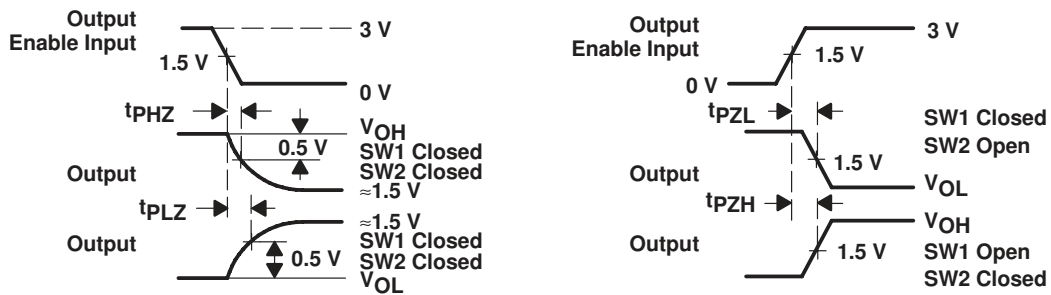 Output
Enable Input
3 V
1.5 V
0 V
tPHZ
VOH
0.5 V
SW1 Closed
SW2 Closed
Output
≈1.5 V
tPLZ
≈1.5 V
SW1 Closed
Output
0.5 V
SW2 Closed
VOL
Output
Enable Input
3 V
1.5 V
0 V
tPZL
SW1 Closed
SW2 Open
1.5 V
Output
VOL
tPZH
VOH
Output
1.5 V
SW1 Open
SW2 Closed